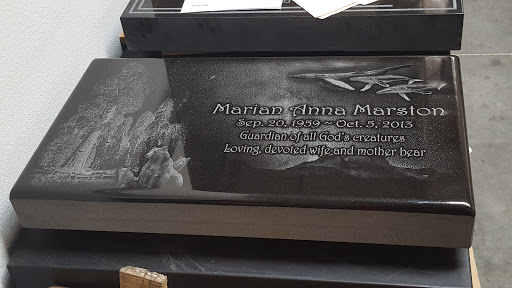 Marian Anna Marston
Sep. 20, 1959 ~ Oct. 5, 2013
Guardian of all God's creatures
Loving, devoted wife and mother bear